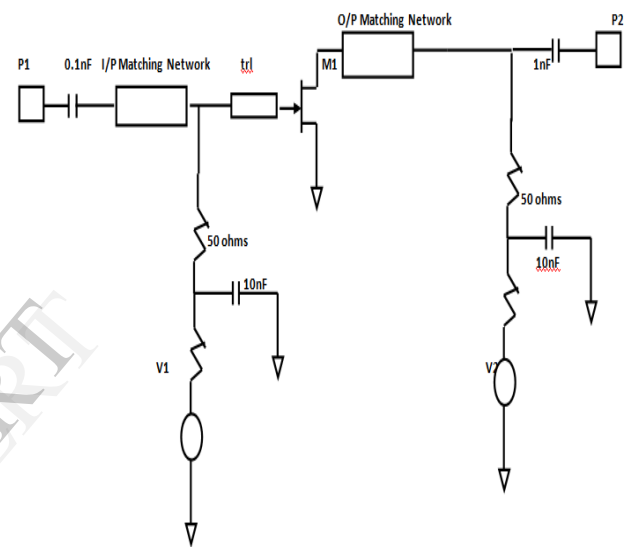 O/P Matching Network
P2
P1
0.1nF
I/P Matching Network
trl
M1
1nF
50 ohms
50 ohms
10nF
10nF
V1
V2
IJERT